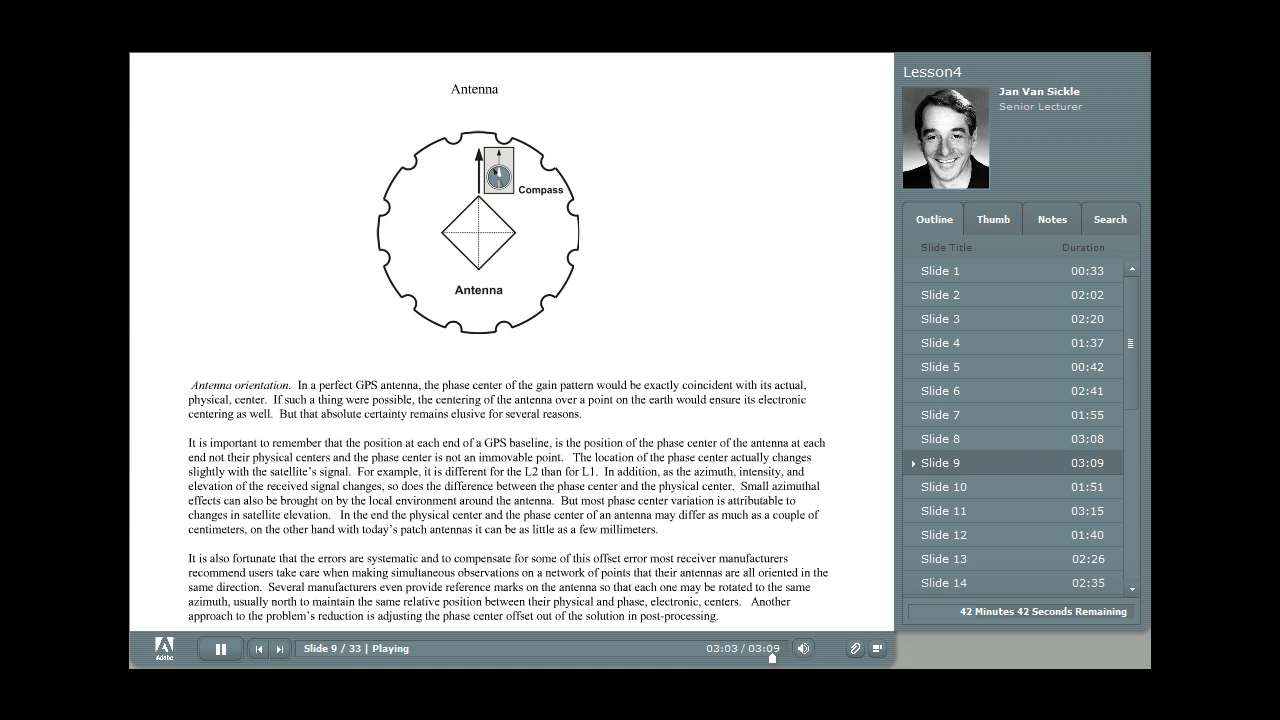 Antenna
Compass
Antenna
Antenna orientation. In a perfect GPS antenna, the phase center of the gain pattern would be exactly coincident with its actual,
physical, center. If such a thing were possible, the centering of the antenna over a point on the earth would ensure its electronic
centering as well. But that absolute certainty remains elusive for several reasons.
It is important to remember that the position at each end of a GPS baseline, is the position of the phase center of the antenna at each
end not their physical centers and the phase center is not an immovable point. The location of the phase center actually changes
slightly with the satellite's signal. For example, it is different for the L2 than for L1. In addition, as the azimuth, intensity, and
elevation of the received signal changes, so does the difference between the phase center and the physical center. Small azimuthal
effects can also be brought on by the local environment around the antenna. But most phase center variation is attributable to
changes in satellite elevation. In the end the physical center and the phase center of an antenna may differ as much as a couple of
centimeters, on the other hand with today's patch antennas it can be as little as a few millimeters.
It is also fortunate that the errors are systematic and to compensate for some of this offset error most receiver manufacturers
recommend users take care when making simultaneous observations on a network of points that their antennas are all oriented in the
same direction. Several manufacturers even provide reference marks on the antenna so that each one may be rotated to the same
azimuth, usually north to maintain the same relative position between their physical and phase, electronic, centers. Another
approach to the problem's reduction is adjusting the phase center offset out of the solution in post-processing.
Adobe
Slide 9 / 33 | Playing
03:03 / 03:09
Lesson4
Jan Van Sickle
Senior Lecturer
Outline Thumb Notes Search
Slide Title Duration
Slide 1 00:33
Slide 2 02:02
Slide 3 02:20
Slide 4 01:37
Slide 5 00:42
Slide 6 02:41
Slide 7 01:55
Slide 8 03:08
Slide 9 03:09
Slide 10 01:51
Slide 11 03:15
Slide 12 01:40
Slide 13 02:26
Slide 14 02:35
42 Minutes 42 Seconds Remaining